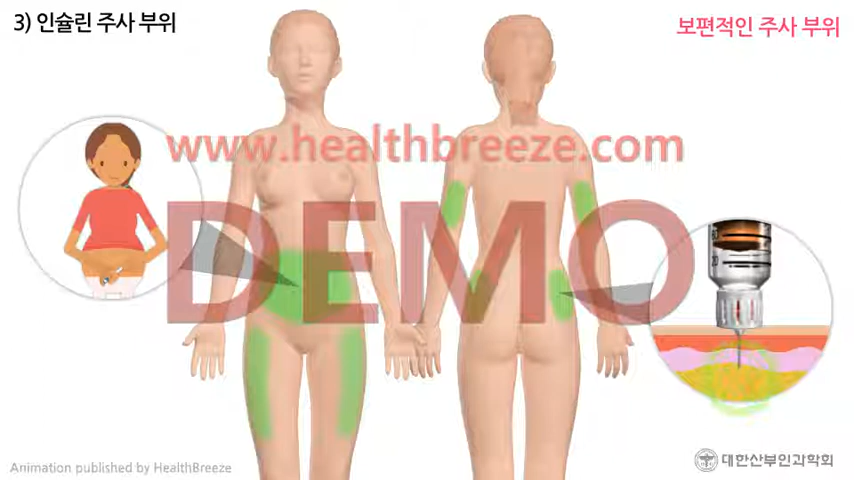 3) 인슐린 주사 부위
보편적인 주사 부위
www.healthbreeze.com
DEMO
Animation published by HealthBreeze
대한산부인과학회